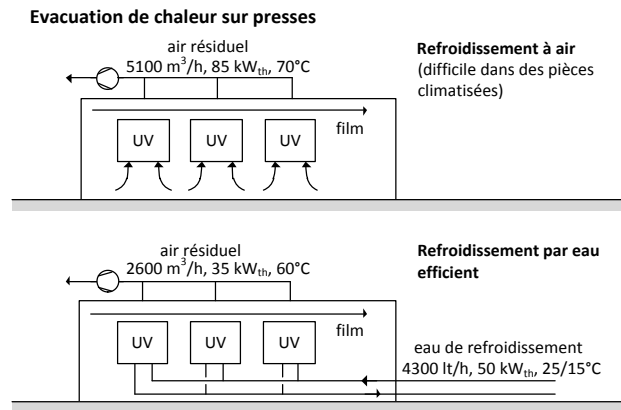 Evacuation de chaleur sur presses
air résiduel
5100 m³/h, 85 kWth, 70°C
Refroidissement à air
(difficile dans des pièces
climatisées)
film
UV UV UV
air résiduel
2600 m³/h, 35 kWth, 60°C
Refroidissement par eau
efficient
film
UV UV UV
eau de refroidissement
4300 lt/h, 50 kWth, 25/15°C